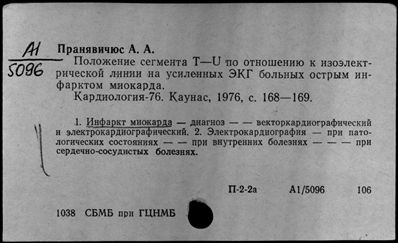 А1
5096
Пранявичюс А. А.
Положение сегмента Т—U по отношению к изоэлект-
рической линии на усиленных ЭКГ больных острым ин-
фарктом миокарда.
Кардиология-76. Каунас, 1976, с. 168—169.
1. Инфаркт миокарда — диагноз — — векторкардиографический
и электрокардиографический. 2. Электрокардиография — при пато-
логических состояниях — — при внутренних болезнях — — — при
сердечно-сосудистых болезнях.
П-2-2а А1/5096 106
1038 СБМБ при ГЦНМБ